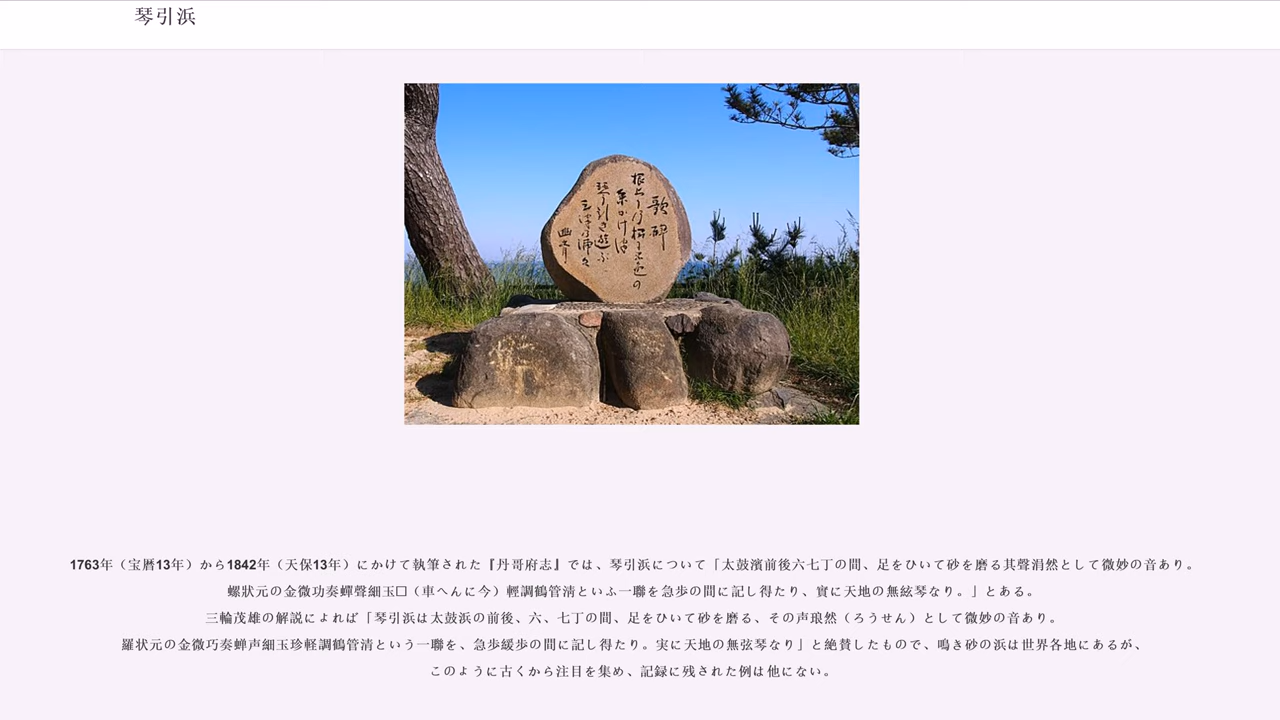 琴引浜
歌碑
糸かけ波
琴引き遊ぶ
幽斎
1763年（宝暦13年）から1842年（天保13年）にかけて執筆された『丹哥府志』では、琴引浜について「太鼓濱前後六七丁の間、足をひいて砂を磨る其聲涓然として微妙の音あり。
螺狀元の金微功奏蟬聲細玉□（車へんに今）輕調鶴管清といふ一聯を急歩の間に記し得たり、實に天地の無絃琴なり。」とある。
三輪茂雄の解説によれば「琴引浜は太鼓浜の前後、六、七丁の間、足をひいて砂を磨る、その声琅然（ろうせん）として微妙の音あり。
羅状元の金微巧奏蝉声細玉珍軽調鶴管清という一聯を、急歩緩歩の間に記し得たり。実に天地の無弦琴なり」と絶賛したもので、鳴き砂の浜は世界各地にあるが、
このように古くから注目を集め、記録に残された例は他にない。